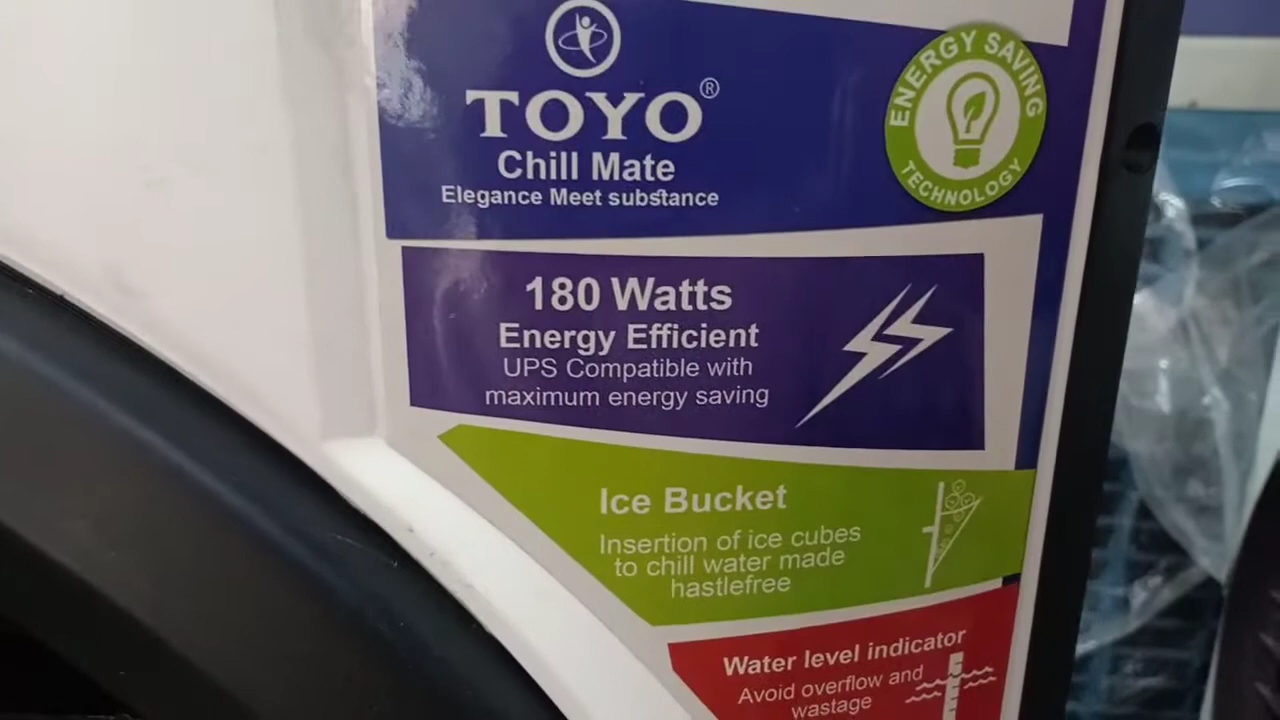 TOYO®
Chill Mate
Elegance Meet substance
ENERGY SAVING
TECHNOLOGY
180 Watts
Energy Efficient
UPS Compatible with
maximum energy saving
Ice Bucket
Insertion of ice cubes
to chill water made
hastlefree
Water level indicator
Avoid overflow and
wastage